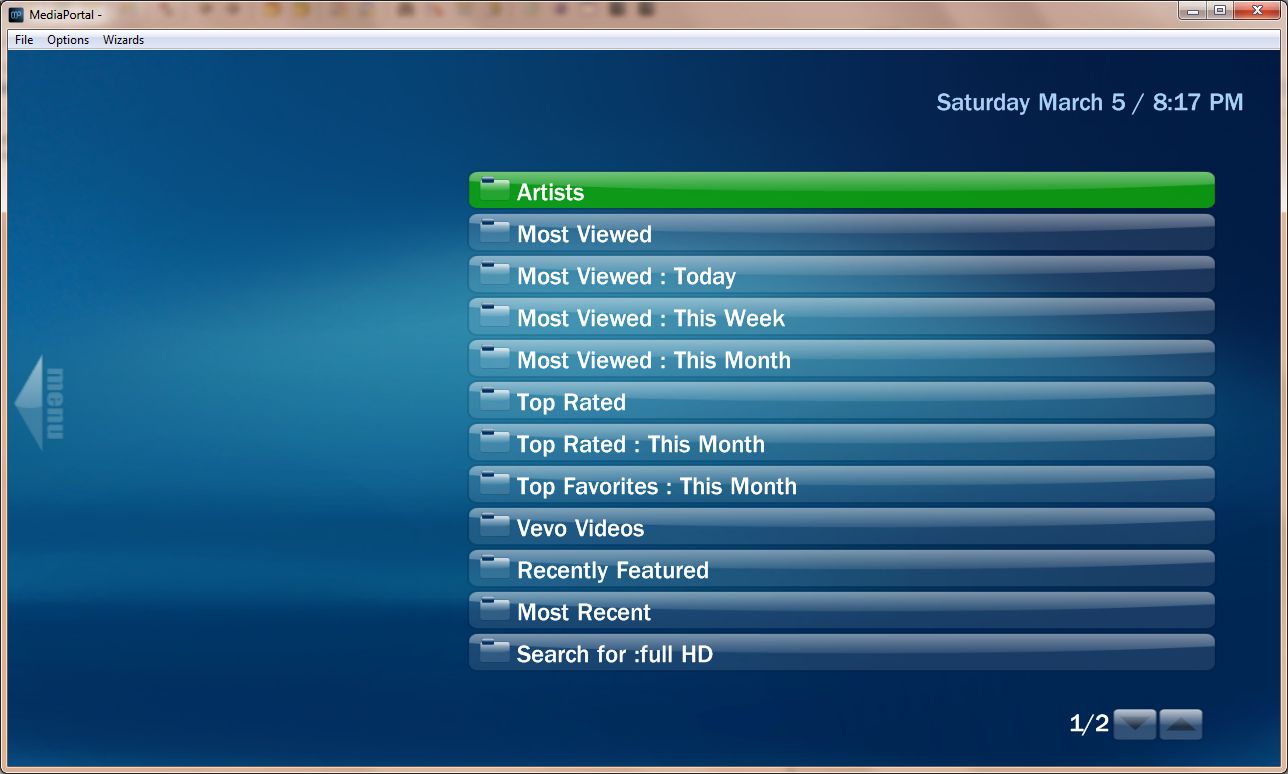 MediaPortal -
File Options Wizards
Saturday March 5 / 8:17 PM
Artists
Most Viewed
Most Viewed : Today
Most Viewed : This Week
Most Viewed : This Month
menu
Top Rated
Top Rated : This Month
Top Favorites : This Month
Vevo Videos
Recently Featured
Most Recent
Search for :full HD
1/2